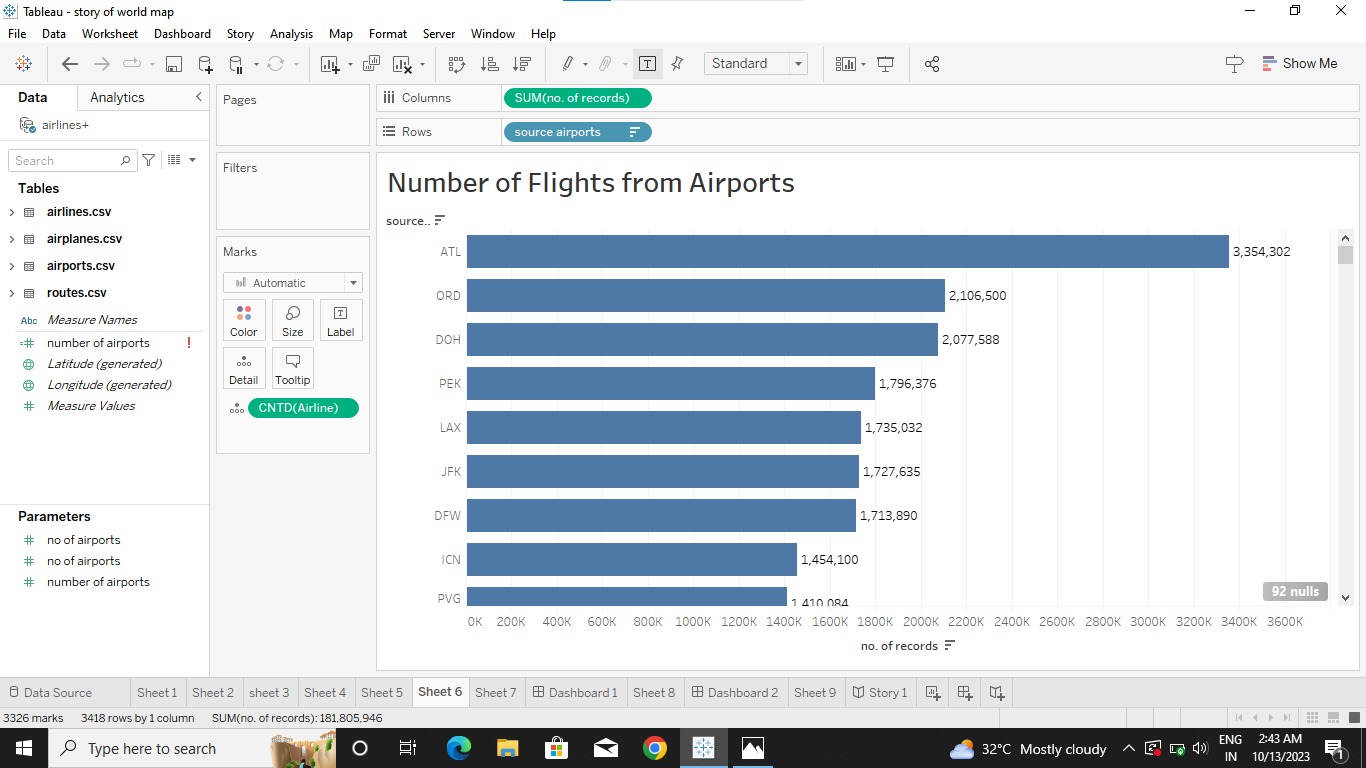 Tableau - story of world map
File Data Worksheet Dashboard Story Analysis Map Format Server Window Help
Standard
Show Me
Data Analytics
airlines+
Search
Tables
airlines.csv
airplanes.csv
airports.csv
routes.csv
Abc Measure Names
number of airports !
Latitude (generated)
Longitude (generated)
Measure Values
Parameters
no of airports
no of airports
number of airports
Pages
Filters
Marks
Automatic
Color Size Label
Detail Tooltip
CNTD(Airline)
Columns SUM(no. of records)
Rows source airports
Number of Flights from Airports
source..
ATL 3,354,302
ORD 2,106,500
DOH 2,077,588
PEK 1,796,376
LAX 1,735,032
JFK 1,727,635
DFW 1,713,890
ICN 1,454,100
PVG 1,410,084
92 nulls
0K 200K 400K 600K 800K 1000K 1200K 1400K 1600K 1800K 2000K 2200K 2400K 2600K 2800K 3000K 3200K 3400K 3600K
no. of records
Data Source Sheet 1 Sheet 2 sheet 3 Sheet 4 Sheet 5 Sheet 6 Sheet 7 Dashboard 1 Sheet 8 Dashboard 2 Sheet 9 Story 1
3326 marks 3418 rows by 1 column SUM(no. of records): 181,805,946
Type here to search
32°C Mostly cloudy
ENG
IN
2:43 AM
10/13/2023
1